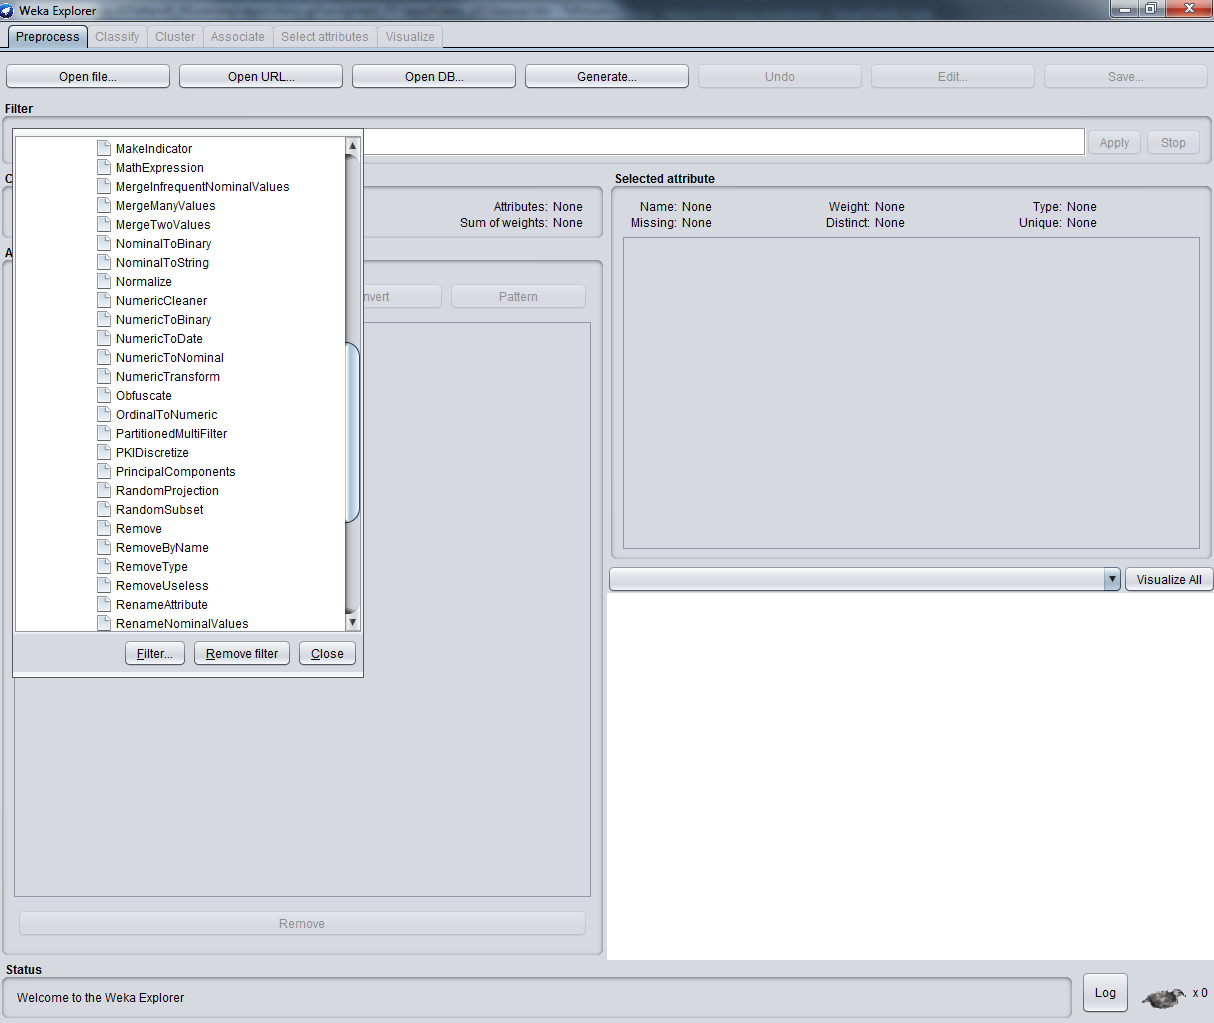 Weka Explorer
Preprocess Classify Cluster Associate Select attributes Visualize
Open file... Open URL... Open DB... Generate... Undo Edit... Save...
Filter
Apply Stop
MakeIndicator
MathExpression
MergeInfrequentNominalValues
MergeManyValues
MergeTwoValues
NominalToBinary
NominalToString
Normalize
NumericCleaner
NumericToBinary
NumericToDate
NumericToNominal
NumericTransform
Obfuscate
OrdinalToNumeric
PartitionedMultiFilter
PKIDiscretize
PrincipalComponents
RandomProjection
RandomSubset
Remove
RemoveByName
RemoveType
RemoveUseless
RenameAttribute
RenameNominalValues
Filter... Remove filter Close
C
Attributes: None
Sum of weights: None
A
nvert Pattern
Remove
Selected attribute
Name: None Weight: None Type: None
Missing: None Distinct: None Unique: None
Visualize All
Status
Welcome to the Weka Explorer
Log x 0